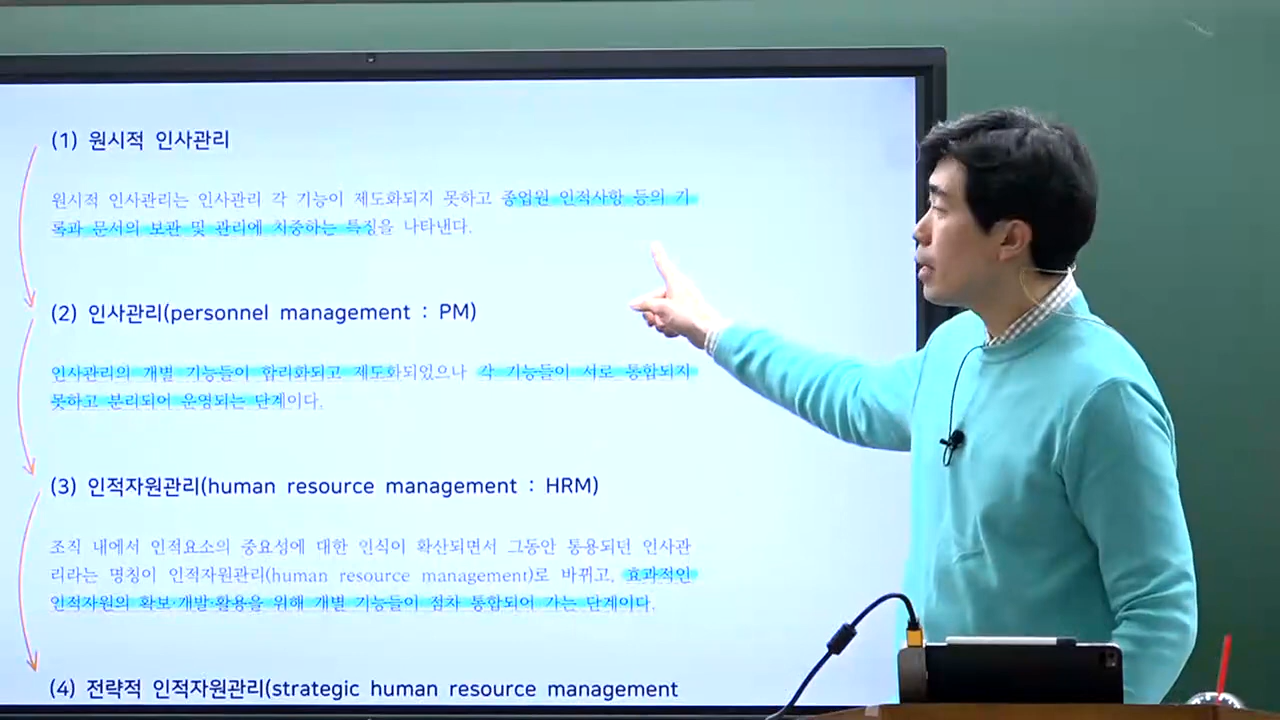 (1) 원시적 인사관리
원시적 인사관리는 인사관리 각 기능이 제도화되지 못하고 종업원 인적사항 등의 기
록과 문서의 보관 및 관리에 치중하는 특징을 나타낸다.
(2) 인사관리(personnel management : PM)
인사관리의 개별 기능들이 합리화되고 제도화되었으나 각 기능들이 서로 통합되지
못하고 분리되어 운영되는 단계이다.
(3) 인적자원관리(human resource management : HRM)
조직 내에서 인적요소의 중요성에 대한 인식이 확산되면서 그동안 통용되던 인사관
리라는 명칭이 인적자원관리(human resource management)로 바뀌고, 효과적인
인적자원의 확보·개발·활용을 위해 개별 기능들이 점차 통합되어 가는 단계이다.
(4) 전략적 인적자원관리(strategic human resource management